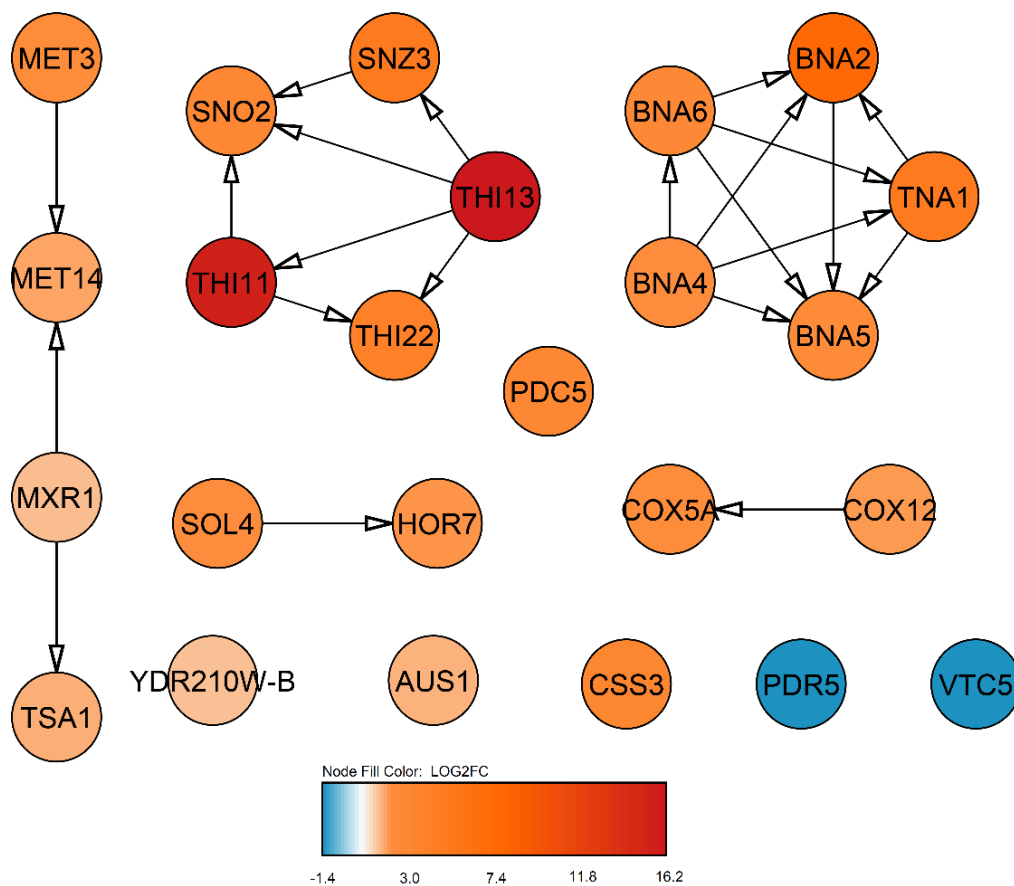 MET3
SNZ3
BNA2
SNO2
BNA6
THI13
TNA1
MET14
THI11
BNA4
THI22
BNA5
PDC5
MXR1
SOL4
HOR7
COX5A
COX12
YDR210W-B
AUS1
CSS3
PDR5
VTC5
TSA1
Node Fill Color: LOG2FC
-1.4 3.0 7.4 11.8 16.2